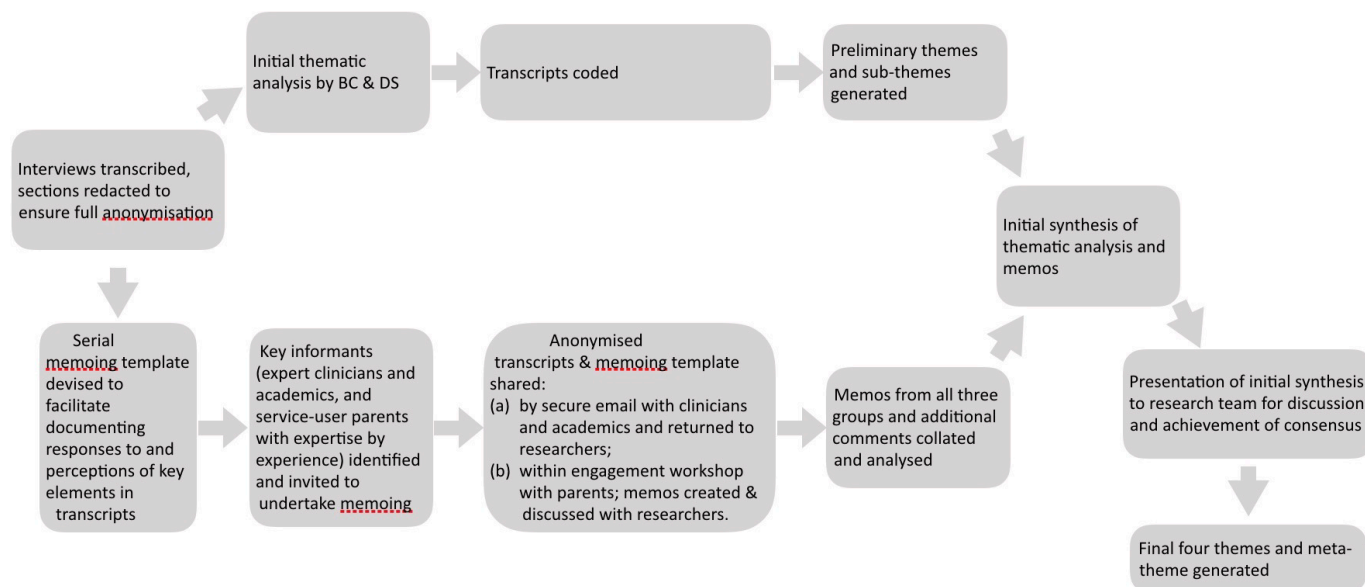 Interviews transcribed,
sections redacted to
ensure full anonymisation
Initial thematic
analysis by BC & DS
Transcripts coded
Preliminary themes
and sub-themes
generated
Serial
memoing template
devised to
facilitate
documenting
responses to and
perceptions of key
elements in
transcripts
Key informants
(expert clinicians and
academics, and
service-user parents
with expertise by
experience) identified
and invited to
undertake memoing
Anonymised
transcripts & memoing template
shared:
(a) by secure email with clinicians
and academics and returned to
researchers;
(b) within engagement workshop
with parents; memos created &
discussed with researchers.
Memos from all three
groups and additional
comments collated
and analysed
Initial synthesis of
thematic analysis and
memos
Presentation of initial synthesis
to research team for discussion
and achievement of consensus
Final four themes and meta-
theme generated